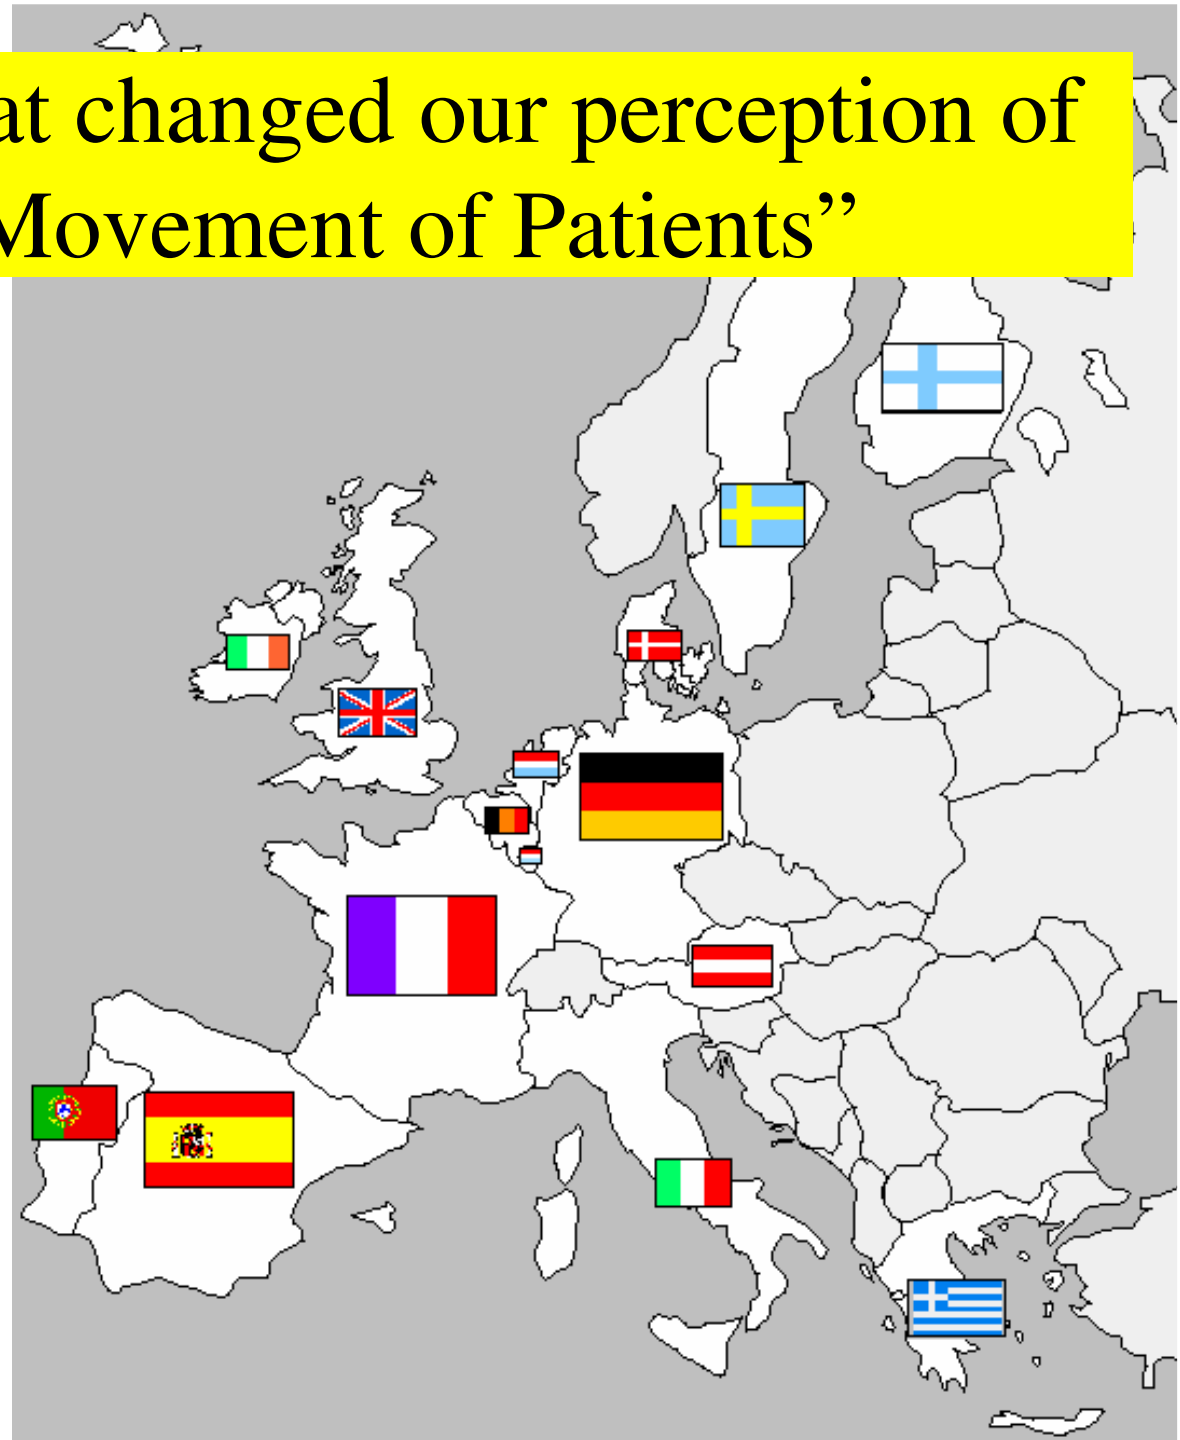 at changed our perception of
Movement of Patients”